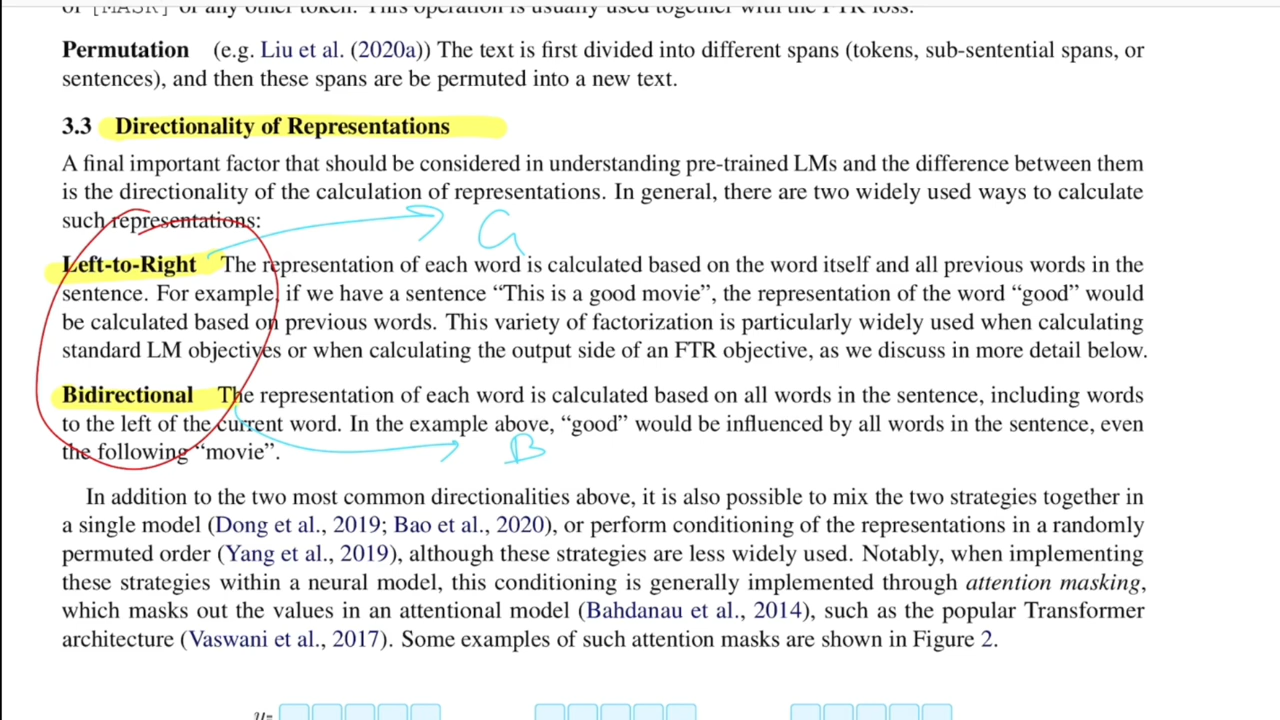 Permutation (e.g. Liu et al. (2020a)) The text is first divided into different spans (tokens, sub-sentential spans, or
sentences), and then these spans are be permuted into a new text.
3.3 Directionality of Representations
A final important factor that should be considered in understanding pre-trained LMs and the difference between them
is the directionality of the calculation of representations. In general, there are two widely used ways to calculate
such representations:
G
Left-to-Right The representation of each word is calculated based on the word itself and all previous words in the
sentence. For example, if we have a sentence “This is a good movie”, the representation of the word “good” would
be calculated based on previous words. This variety of factorization is particularly widely used when calculating
standard LM objectives or when calculating the output side of an FTR objective, as we discuss in more detail below.
Bidirectional The representation of each word is calculated based on all words in the sentence, including words
to the left of the current word. In the example above, “good” would be influenced by all words in the sentence, even
the following “movie”.
B
In addition to the two most common directionalities above, it is also possible to mix the two strategies together in
a single model (Dong et al., 2019; Bao et al., 2020), or perform conditioning of the representations in a randomly
permuted order (Yang et al., 2019), although these strategies are less widely used. Notably, when implementing
these strategies within a neural model, this conditioning is generally implemented through attention masking,
which masks out the values in an attentional model (Bahdanau et al., 2014), such as the popular Transformer
architecture (Vaswani et al., 2017). Some examples of such attention masks are shown in Figure 2.